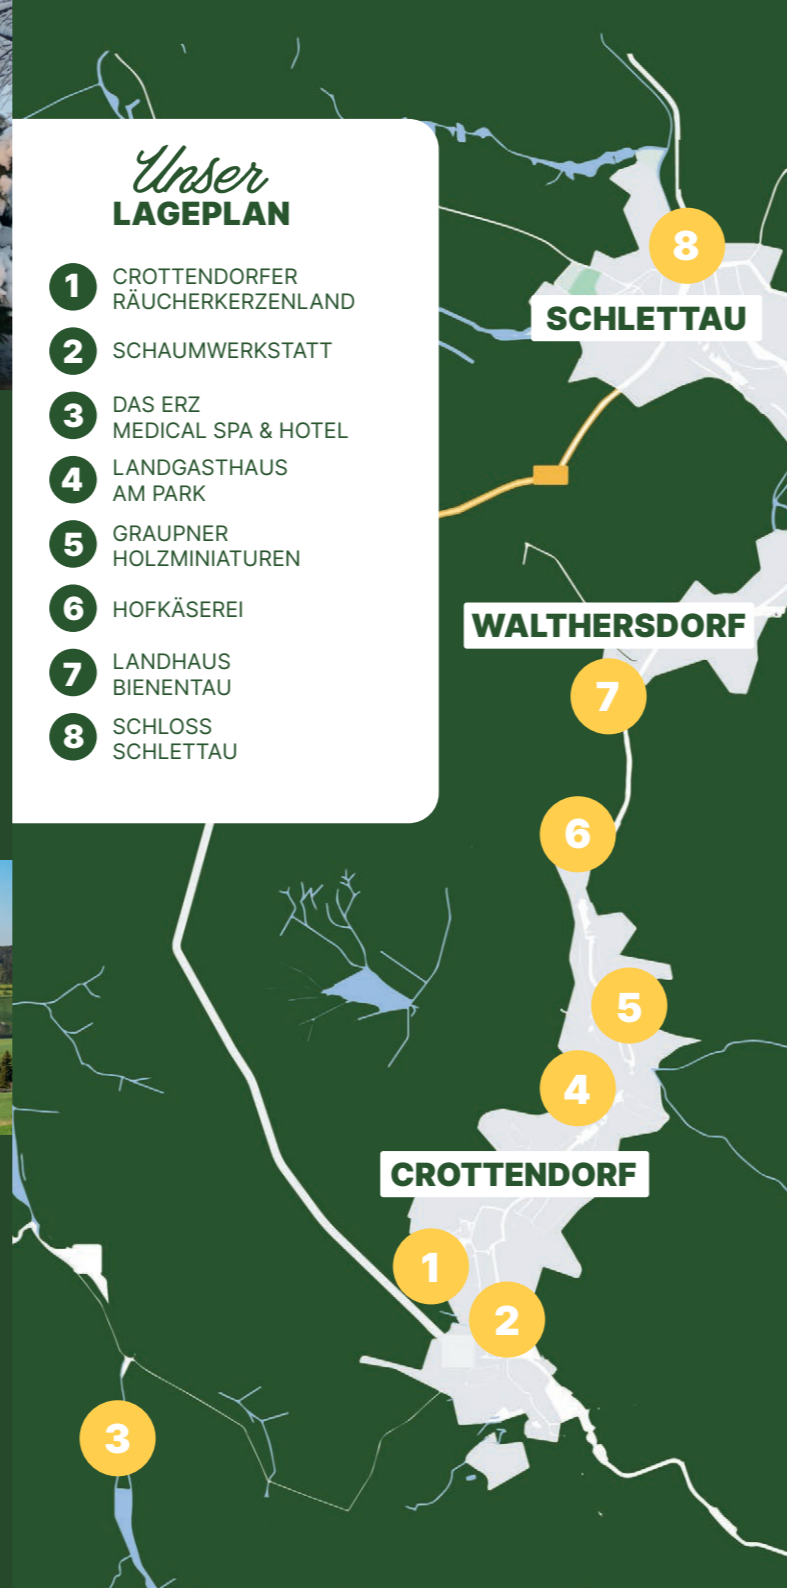 Unser
LAGEPLAN
1 CROTTENDORFER
RÄUCHERKERZENLAND
2 SCHAUMWERKSTATT
3 DAS ERZ
MEDICAL SPA & HOTEL
4 LANDGASTHAUS
AM PARK
5 GRAUPNER
HOLZMINIATUREN
6 HOFKÄSEREI
7 LANDHAUS
BIENENTAU
8 SCHLOSS
SCHLETTAU
8
SCHLETTAU
WALTHERSDORF
7
6
5
4
CROTTENDORF
1
2
3